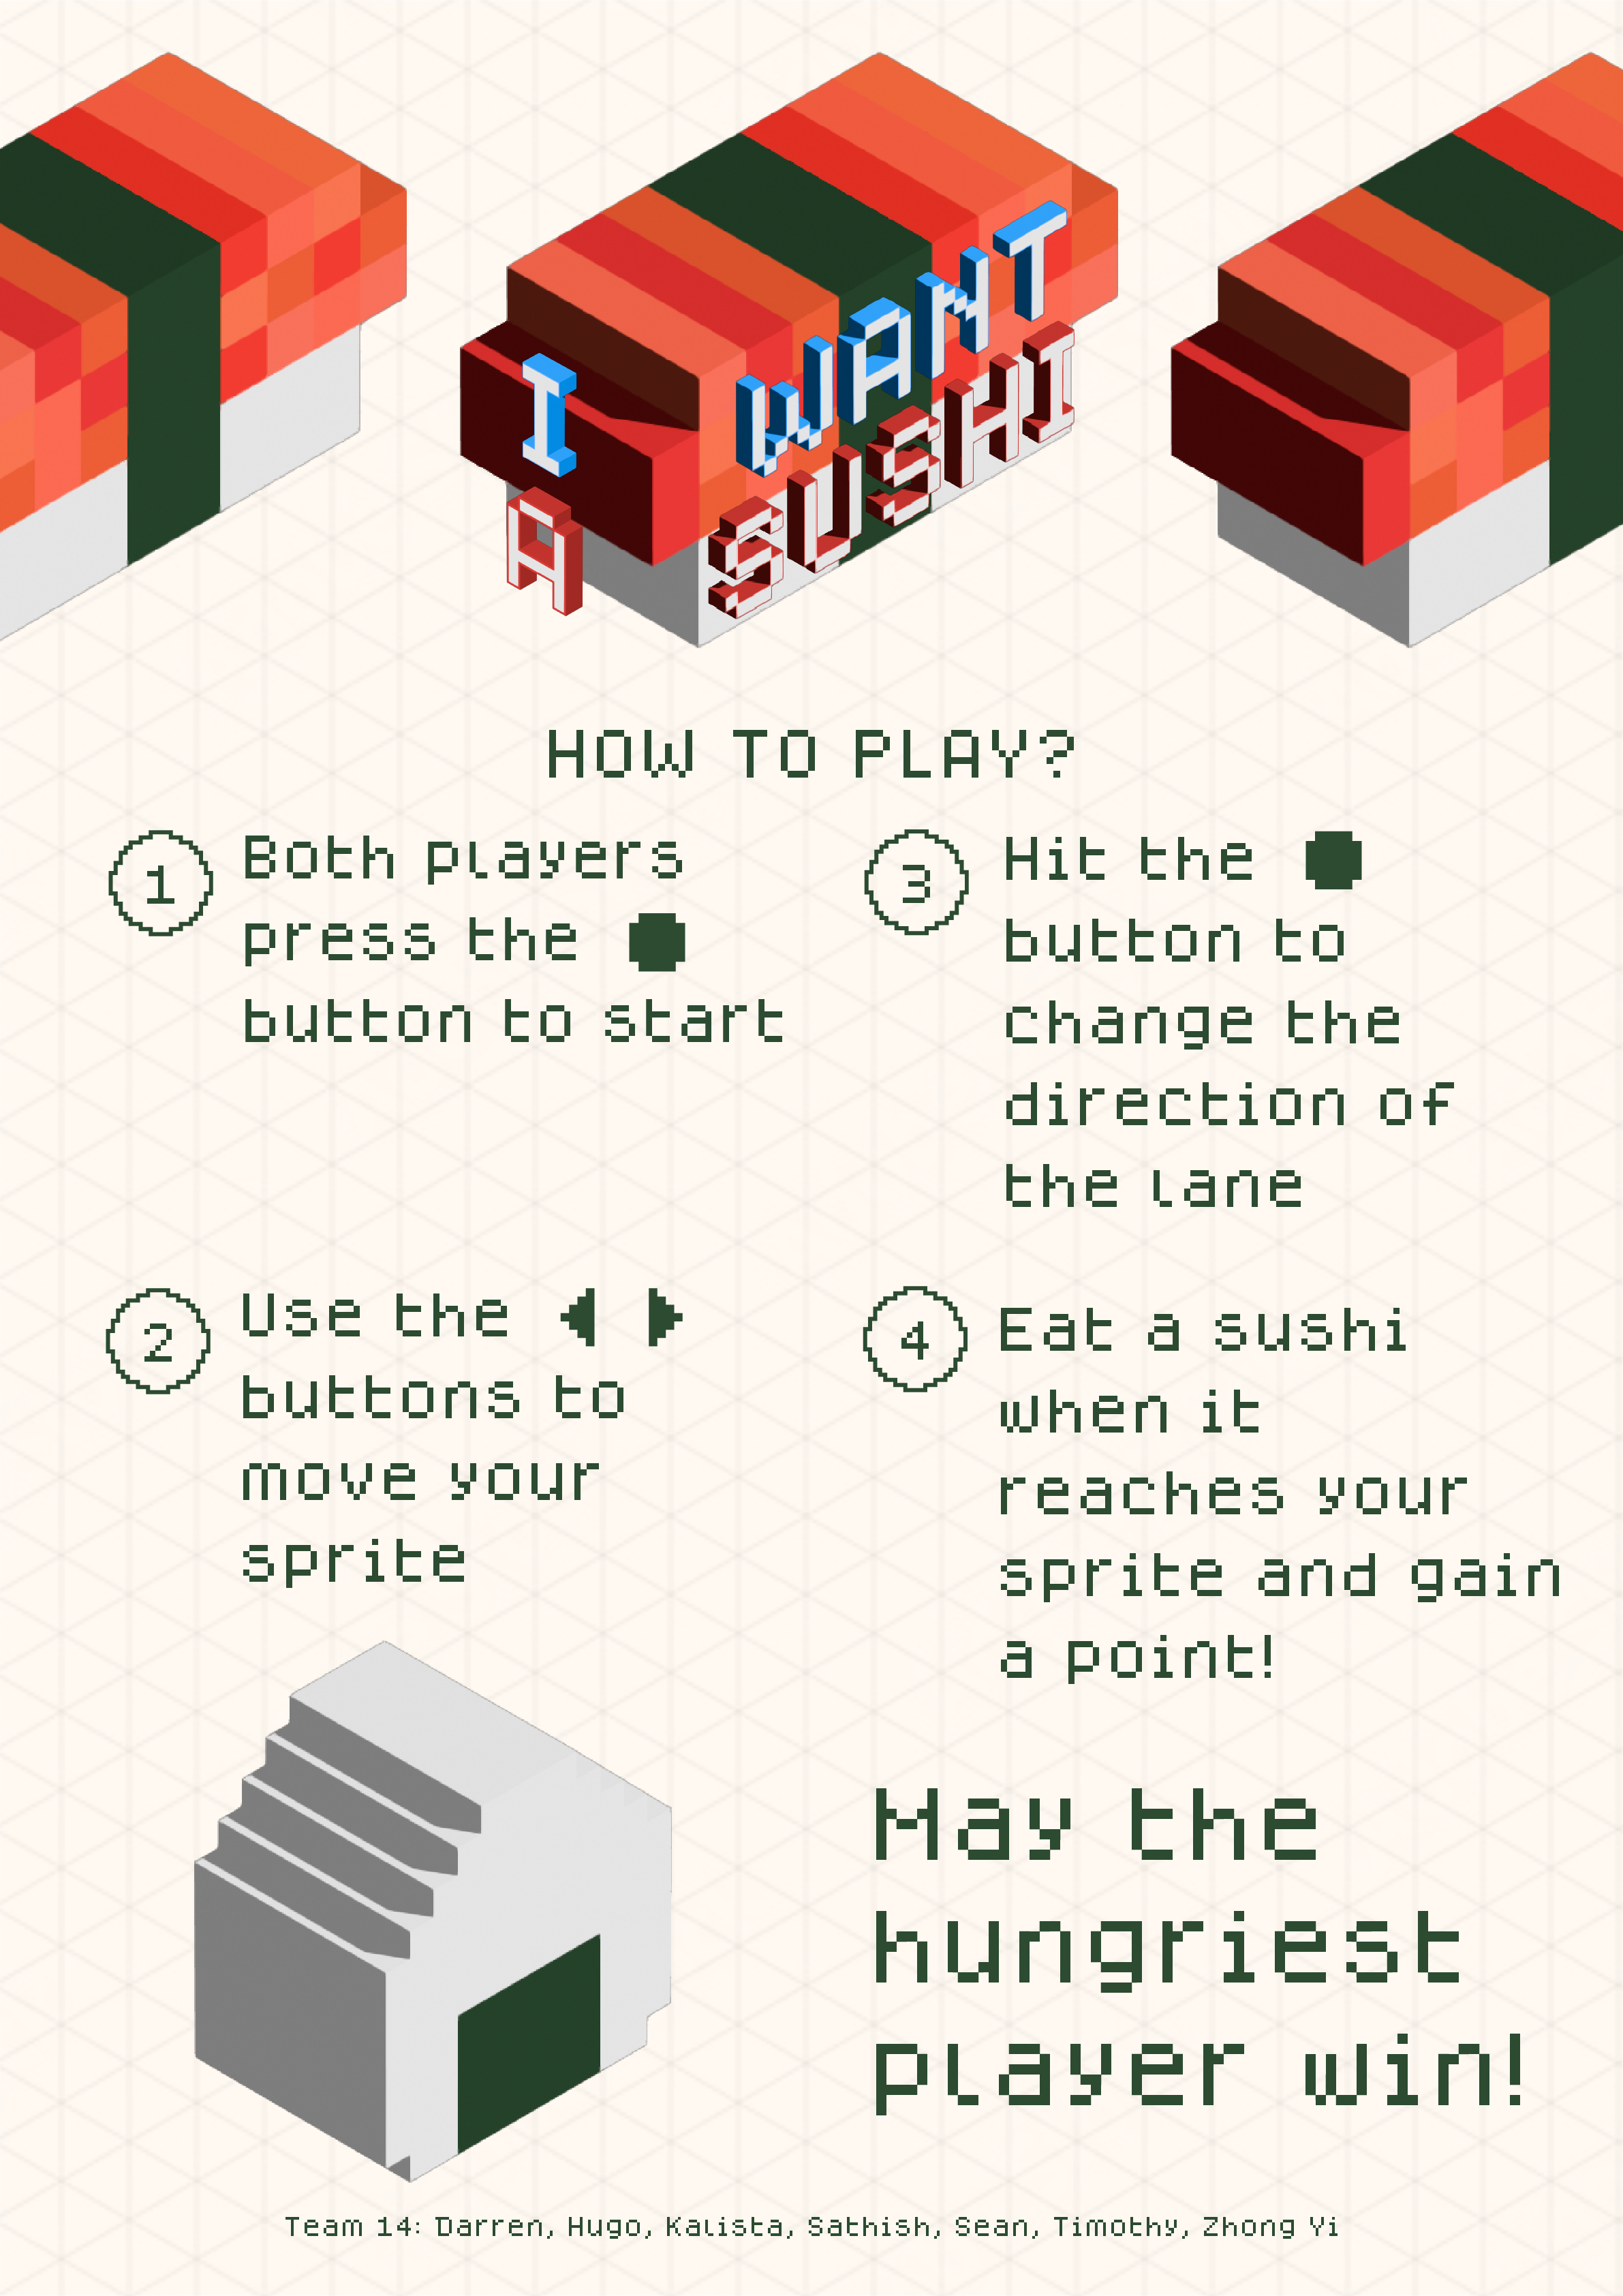 I WANT
A SUSHI
HOW TO PLAY?
1
Both players
press the
button to start
2
Use the
buttons to
move your
sprite
3
Hit the
button to
change the
direction of
the lane
4
Eat a sushi
when it
reaches your
sprite and gain
a point!
May the
hungriest
player win!
Team 14: Darren, Hugo, Kalista, Sathish, Sean, Timothy, Zhong Yi